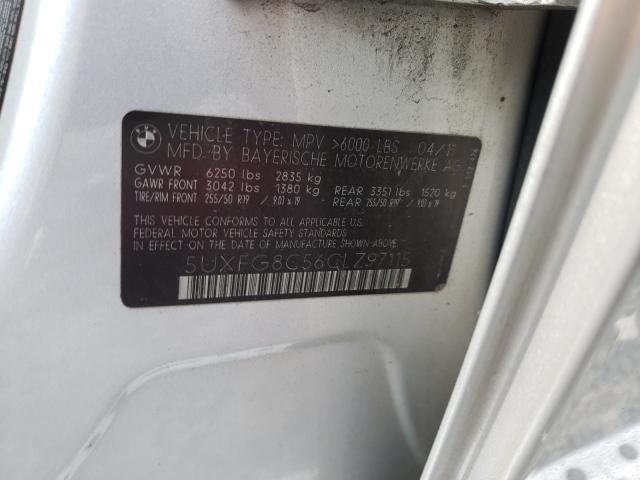 BMW
VEHICLE TYPE: MPV >6000 LBS 04/11
MFD. BY BAYERISCHE MOTORENWERKE AG
GVWR 6250 lbs 2835 kg
GAWR FRONT 3042 lbs 1380 kg REAR 3351 lbs 1520 kg
TIRE/RIM FRONT 255/50 R19 / 9.0J x 19 REAR 255/50 R19 / 9.0J x 19
THIS VEHICLE CONFORMS TO ALL APPLICABLE U.S.
FEDERAL MOTOR VEHICLE SAFETY STANDARDS
IN EFFECT ON THE DATE OF MANUFACTURE SHOWN ABOVE.
5UXFG8C56CLZ97115